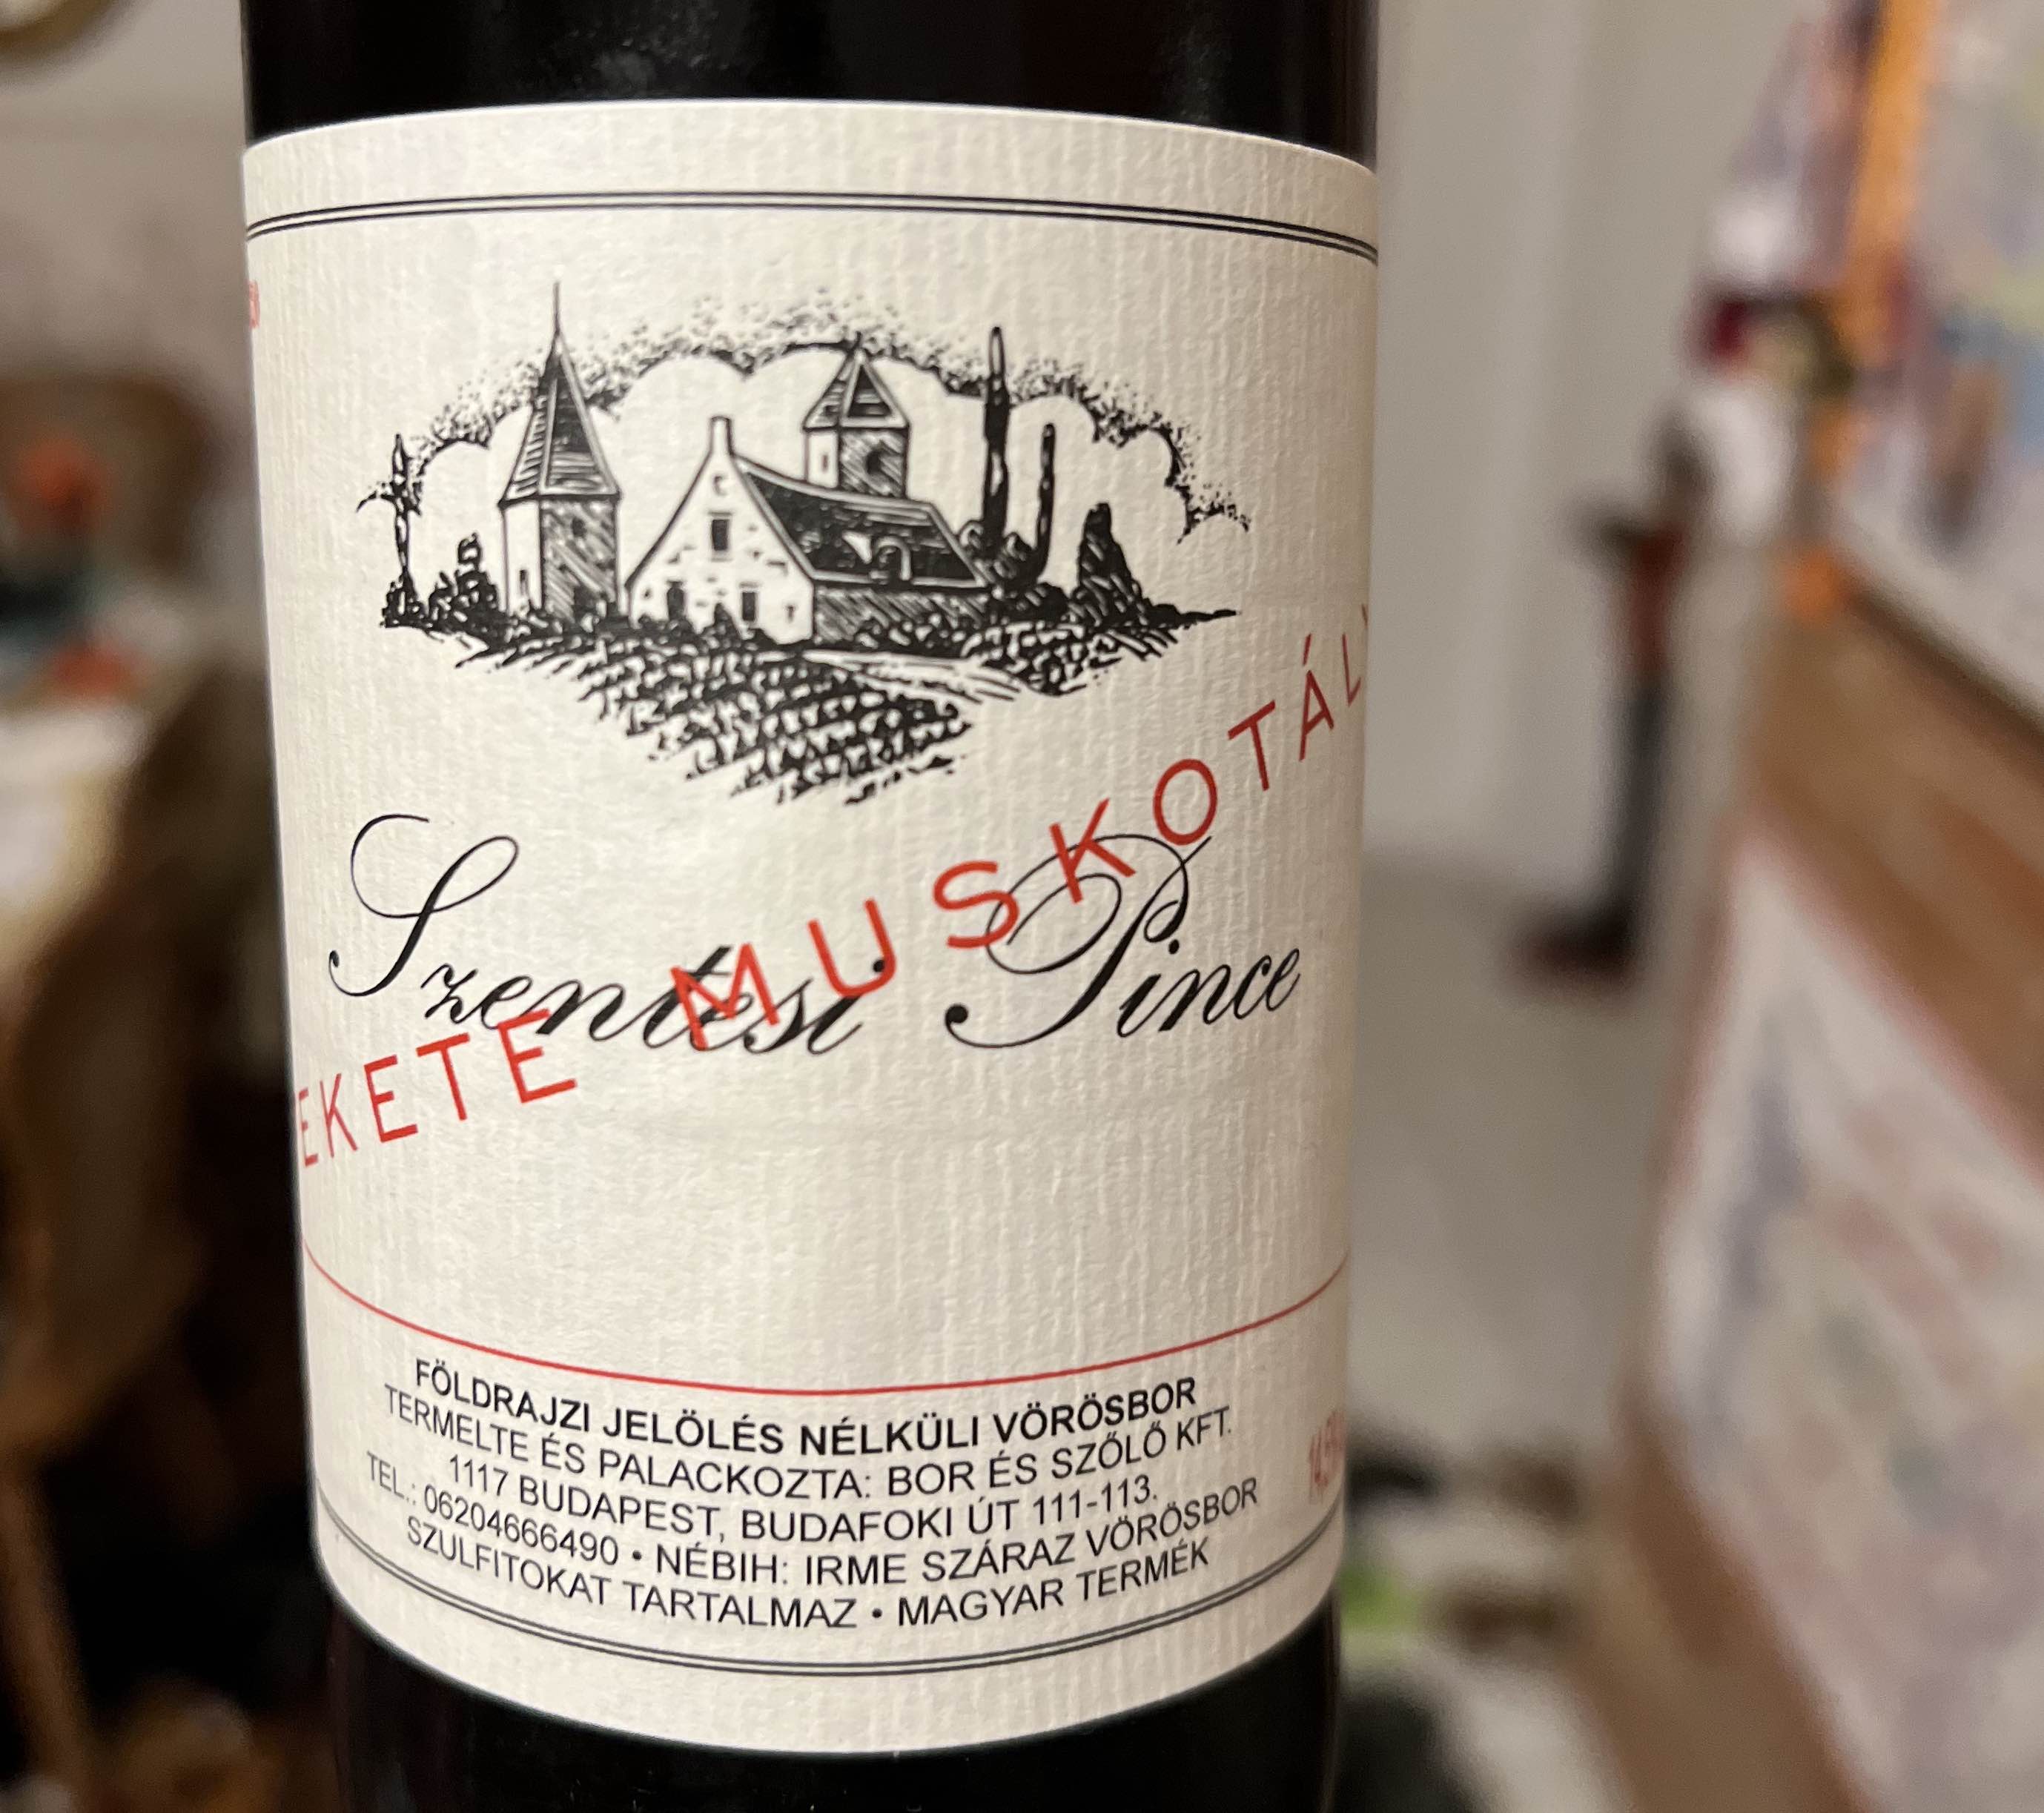 Szentesi Pince
EKETE MUSKOTÁLY
FÖLDRAJZI JELÖLÉS NÉLKÜLI VÖRÖSBOR
TERMELTE ÉS PALACKOZTA: BOR ÉS SZŐLŐ KFT.
1117 BUDAPEST, BUDAFOKI ÚT 111-113.
TEL.: 06204666490 • NÉBIH: IRME SZÁRAZ VÖRÖSBOR
SZULFITOKAT TARTALMAZ • MAGYAR TERMÉK